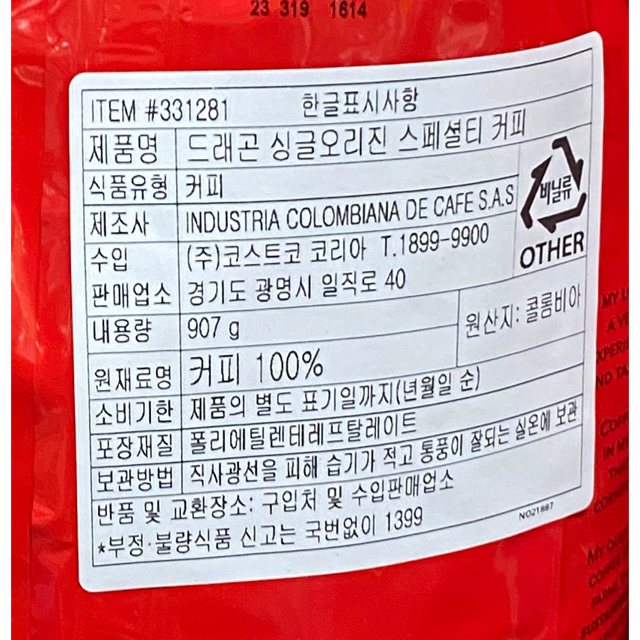 23 319 1614
ITEM #331281 한글표시사항
제품명 드래곤 싱글오리진 스페셜티 커피
식품유형 커피
제조사 INDUSTRIA COLOMBIANA DE CAFE S.A.S
비닐류
OTHER
수입 (주)코스트코 코리아 T.1899-9900
판매업소 경기도 광명시 일직로 40
내용량 907 g
원산지: 콜롬비아
원재료명 커피 100%
소비기한 제품의 별도 표기일까지(년월일 순)
포장재질 폴리에틸렌테레프탈레이트
보관방법 직사광선을 피해 습기가 적고 통풍이 잘되는 실온에 보관
반품 및 교환장소: 구입처 및 수입판매업소
*부정·불량식품 신고는 국번없이 1399
NO21887